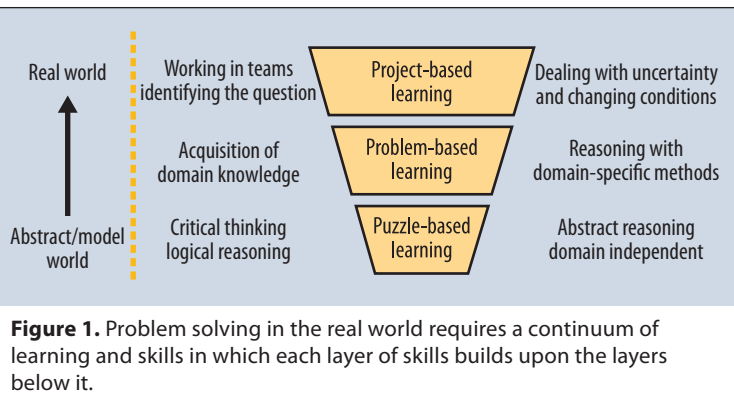 Real world
Working in teams
identifying the question
Project-based
learning
Dealing with uncertainty
and changing conditions
Acquisition of
domain knowledge
Problem-based
learning
Reasoning with
domain-specific methods
Abstract/model
world
Critical thinking
logical reasoning
Puzzle-based
learning
Abstract reasoning
domain independent
Figure 1. Problem solving in the real world requires a continuum of
learning and skills in which each layer of skills builds upon the layers
below it.